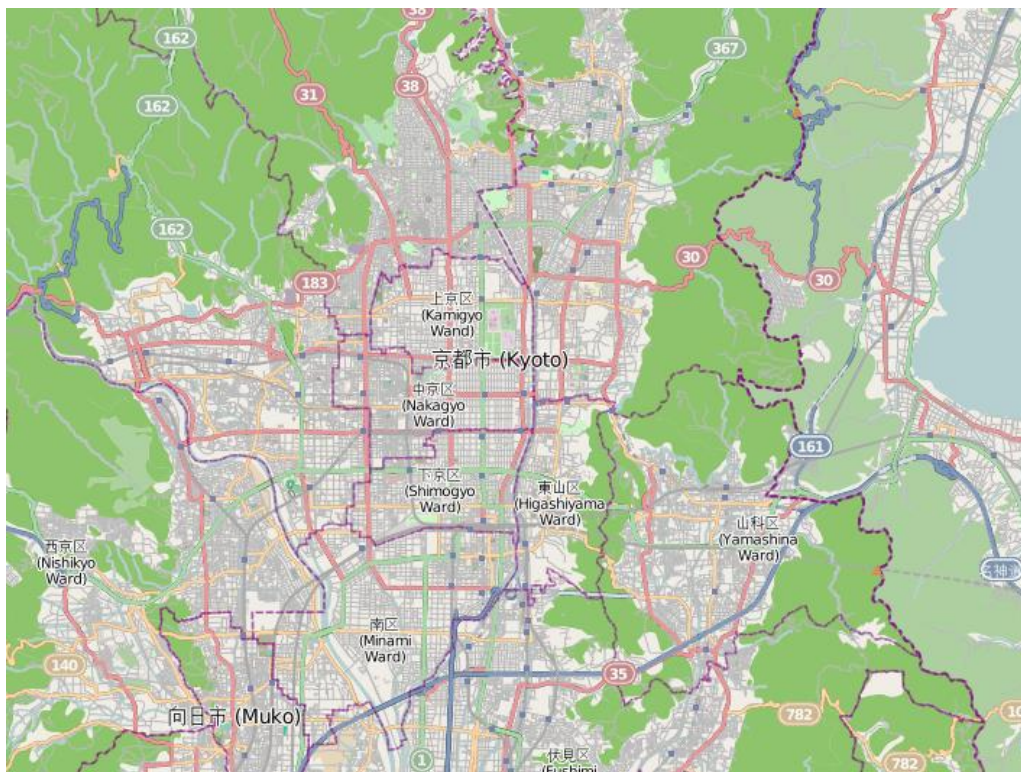 38
162
367
162
31
38
162
30
30
183
上京区
(Kamigyo
Wand)
京都市 (Kyoto)
中京区
(Nakagyo
Ward)
161
下京区
(Shimogyo
Ward)
東山区
(Higashiyama
Ward)
山科区
(Yamashina
Ward)
西京区
(Nishikyo
Ward)
南区
(Minami
Ward)
140
35
向日市 (Muko)
782
10
伏見区
(Fushimi
1
782